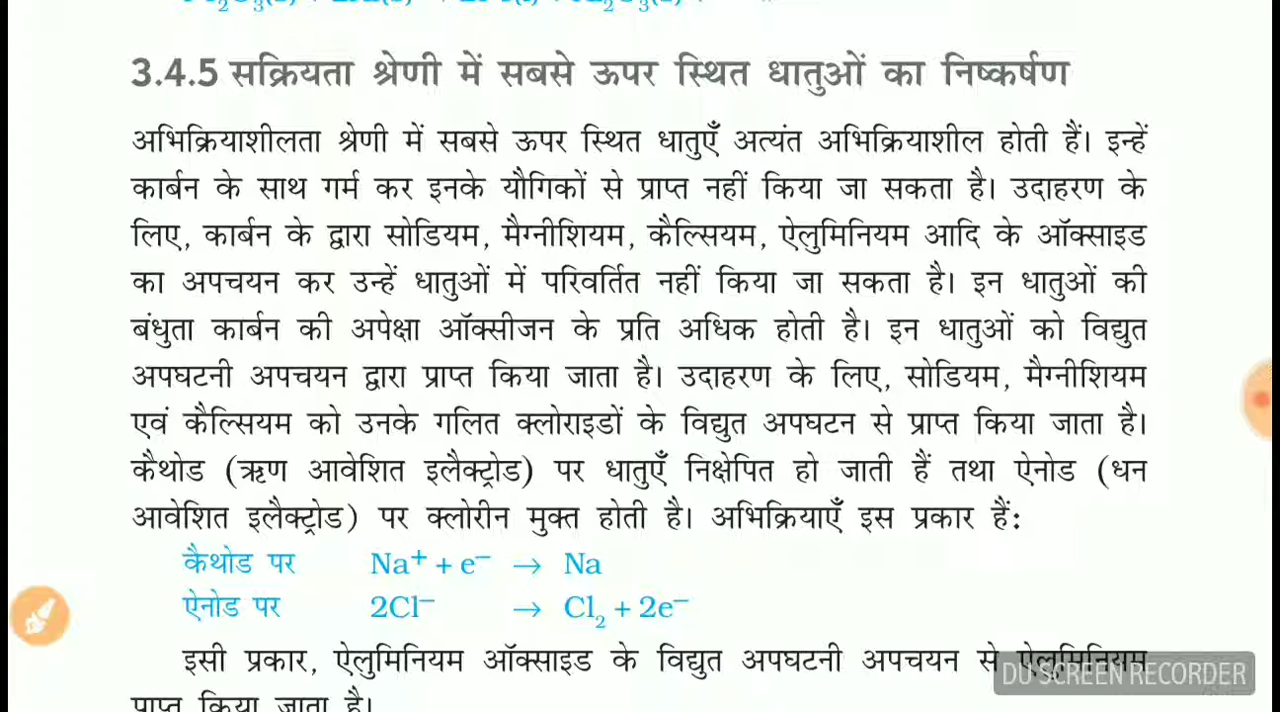 3.4.5 सक्रियता श्रेणी में सबसे ऊपर स्थित धातुओं का निष्कर्षण
अभिक्रियाशीलता श्रेणी में सबसे ऊपर स्थित धातुएँ अत्यंत अभिक्रियाशील होती हैं। इन्हें
कार्बन के साथ गर्म कर इनके यौगिकों से प्राप्त नहीं किया जा सकता है। उदाहरण के
लिए, कार्बन के द्वारा सोडियम, मैग्नीशियम, कैल्सियम, ऐलुमिनियम आदि के ऑक्साइड
का अपचयन कर उन्हें धातुओं में परिवर्तित नहीं किया जा सकता है। इन धातुओं की
बंधुता कार्बन की अपेक्षा ऑक्सीजन के प्रति अधिक होती है। इन धातुओं को विद्युत
अपघटनी अपचयन द्वारा प्राप्त किया जाता है। उदाहरण के लिए, सोडियम, मैग्नीशियम
एवं कैल्सियम को उनके गलित क्लोराइडों के विद्युत अपघटन से प्राप्त किया जाता है।
कैथोड (ऋण आवेशित इलैक्ट्रोड) पर धातुएँ निक्षेपित हो जाती हैं तथा ऐनोड (धन
आवेशित इलैक्ट्रोड) पर क्लोरीन मुक्त होती है। अभिक्रियाएँ इस प्रकार हैं:
कैथोड पर Na⁺ + e⁻ → Na
ऐनोड पर 2Cl⁻ → Cl₂ + 2e⁻
इसी प्रकार, ऐलुमिनियम ऑक्साइड के विद्युत अपघटनी अपचयन से ऐलुमिनियम
प्राप्त किया जाता है।
DU SCREEN RECORDER